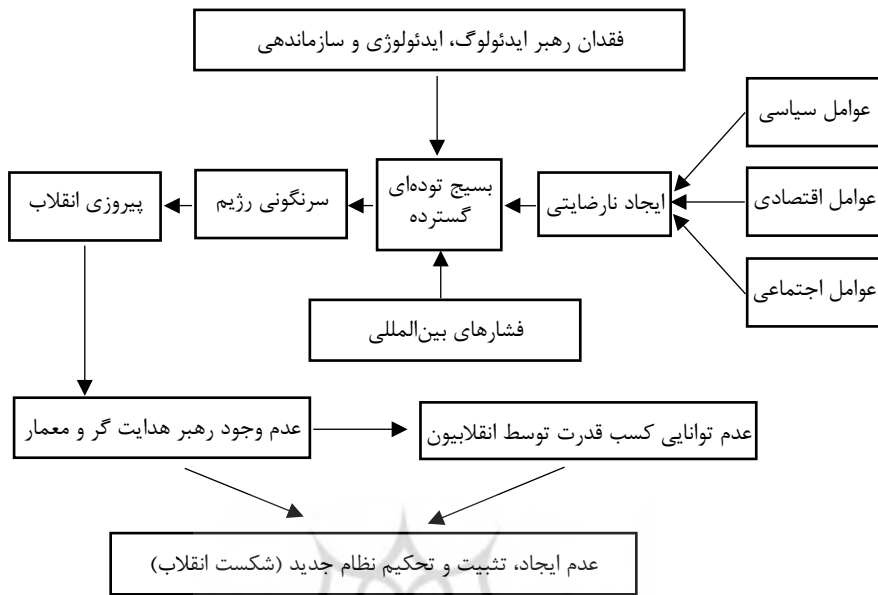 فقدان رهبر ایدئولوگ، ایدئولوژی و سازماندهی
عوامل سیاسی
عوامل اقتصادی
عوامل اجتماعی
ایجاد نارضایتی
بسیج توده‌ای
گسترده
سرنگونی رژیم
پیروزی انقلاب
فشارهای بین‌المللی
عدم وجود رهبر هدایت گر و معمار
عدم توانایی کسب قدرت توسط انقلابیون
عدم ایجاد، تثبیت و تحکیم نظام جدید (شکست انقلاب)